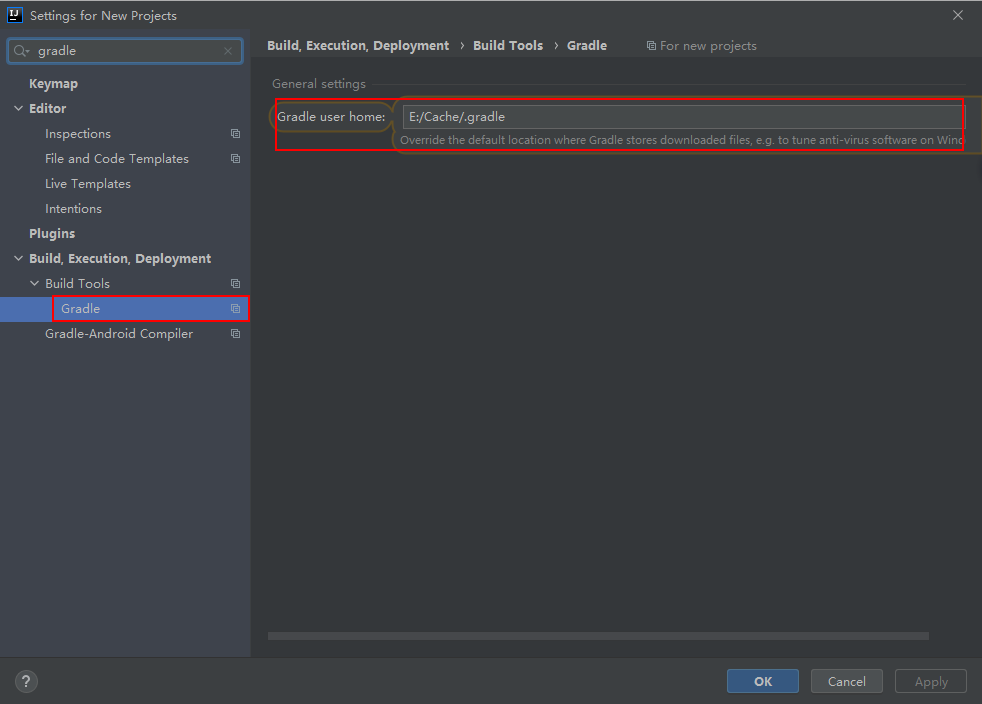 IJ
Settings for New Projects
gradle
Keymap
Editor
Inspections
File and Code Templates
Live Templates
Intentions
Plugins
Build, Execution, Deployment
Build Tools
Gradle
Gradle-Android Compiler
Build, Execution, Deployment › Build Tools › Gradle For new projects
General settings
Gradle user home: E:/Cache/.gradle
Override the default location where Gradle stores downloaded files, e.g. to tune anti-virus software on Wind
?
OK Cancel Apply